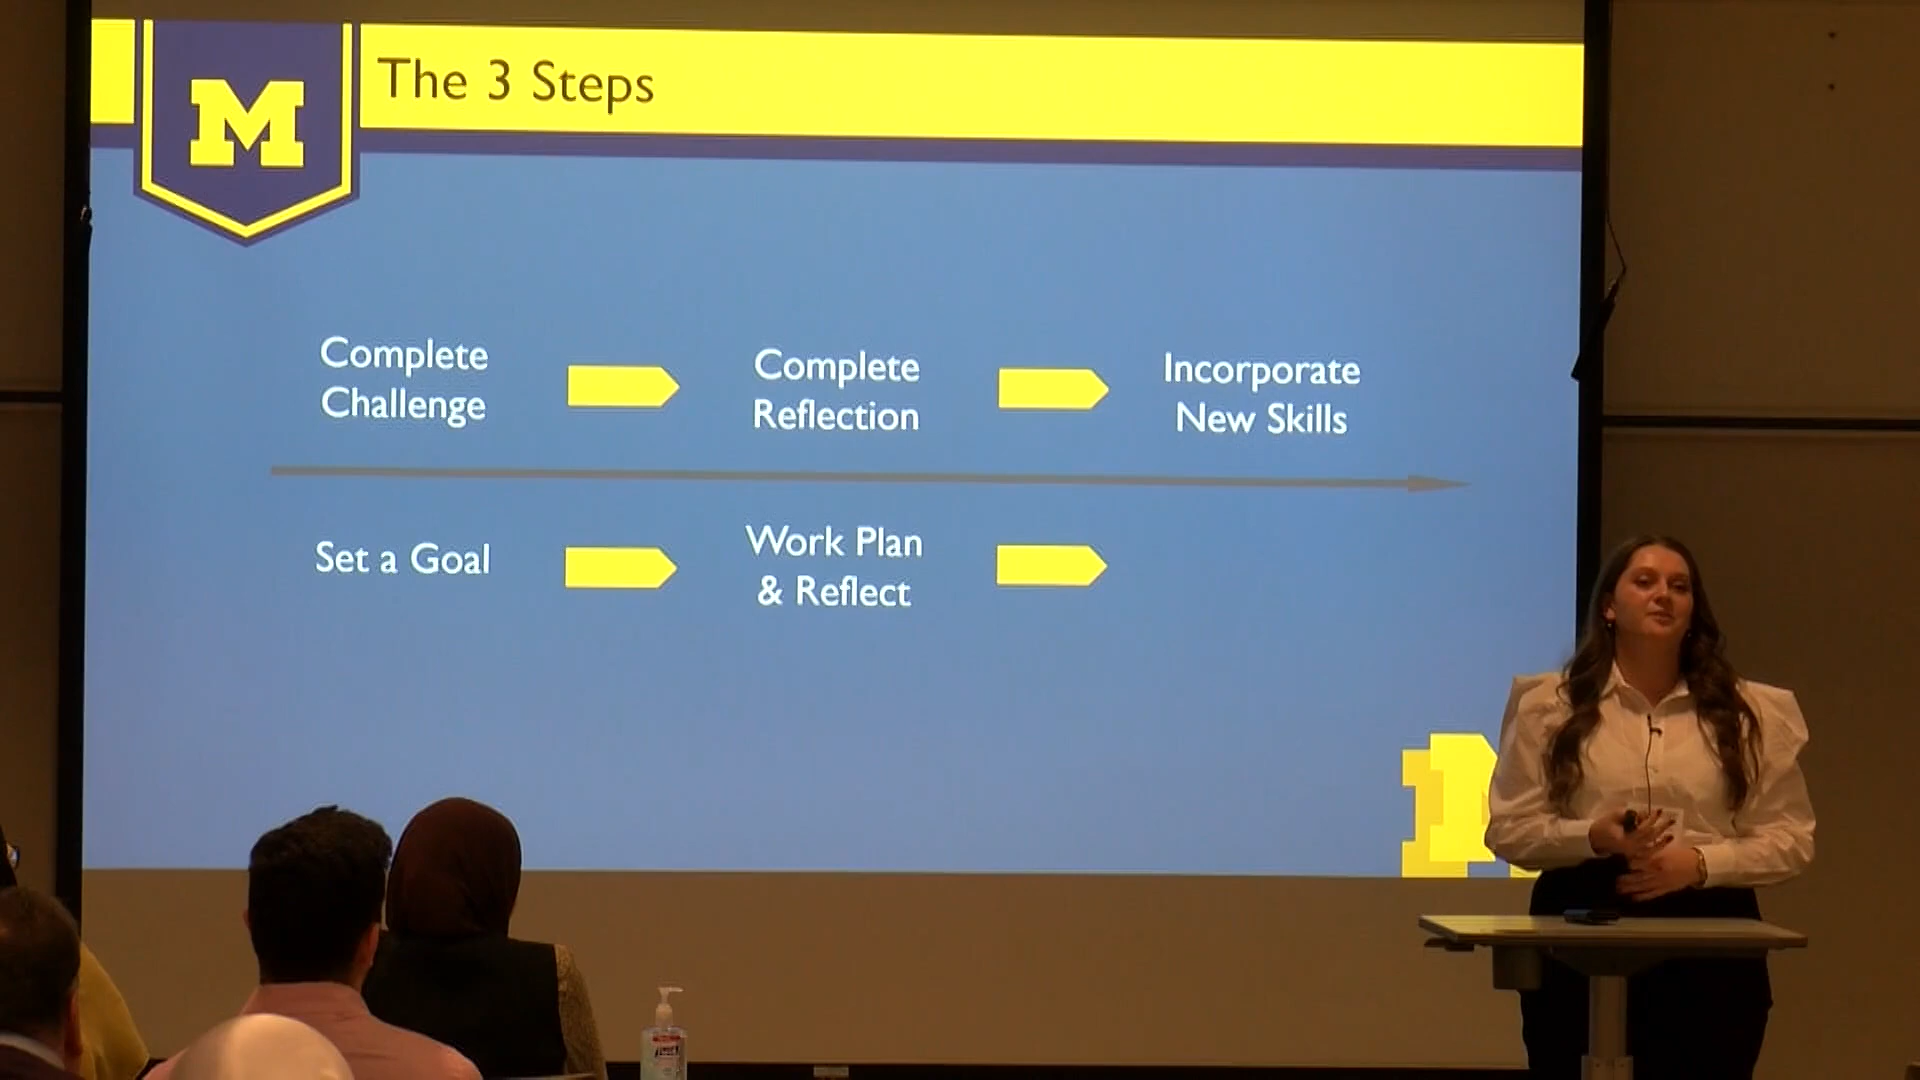 M
The 3 Steps
Complete
Challenge
Complete
Reflection
Incorporate
New Skills
Set a Goal
Work Plan
& Reflect